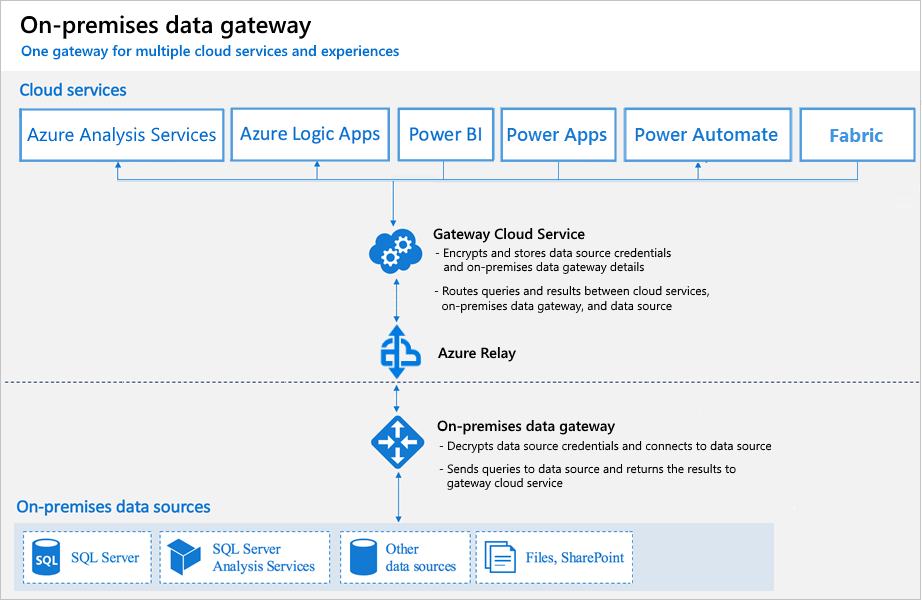 On-premises data gateway
One gateway for multiple cloud services and experiences
Cloud services
Azure Analysis Services
Azure Logic Apps
Power BI
Power Apps
Power Automate
Fabric
Gateway Cloud Service
- Encrypts and stores data source credentials
and on-premises data gateway details
- Routes queries and results between cloud services,
on-premises data gateway, and data source
Azure Relay
On-premises data gateway
- Decrypts data source credentials and connects to data source
- Sends queries to data source and returns the results to
gateway cloud service
On-premises data sources
SQL
SQL Server
SQL Server
Analysis Services
Other
data sources
Files, SharePoint